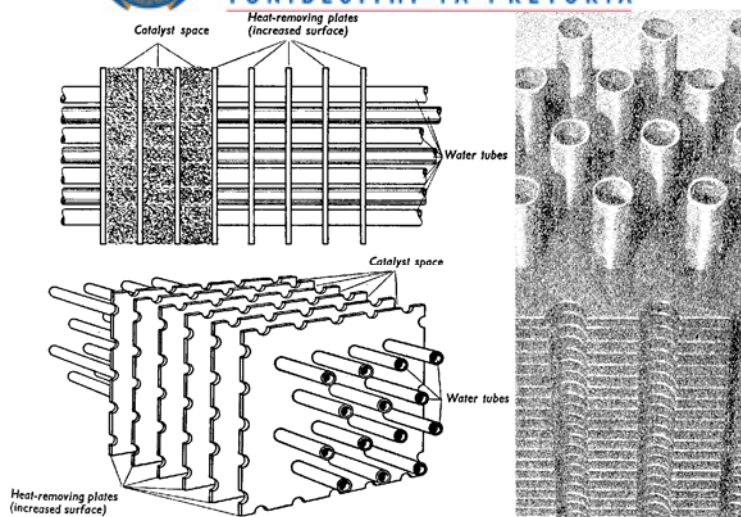 Catalyst space
Heat-removing plates
(increased surface)
Water tubes
Catalyst space
Water tubes
Heat-removing plates
(increased surface)